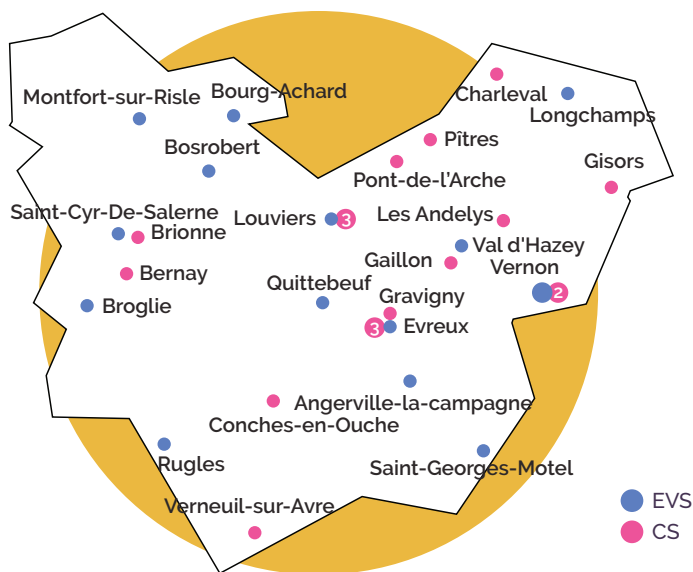 Charleval
Bourg-Achard
Montfort-sur-Risle
Longchamps
Pîtres
Bosrobert
Gisors
Pont-de-l'Arche
Saint-Cyr-De-Salerne
Louviers
3
Les Andelys
Brionne
Val d'Hazey
Gaillon
Vernon
Bernay
Quittebeuf
2
Gravigny
Broglie
3
Evreux
Angerville-la-campagne
Conches-en-Ouche
Rugles
Saint-Georges-Motel
Verneuil-sur-Avre
EVS
CS